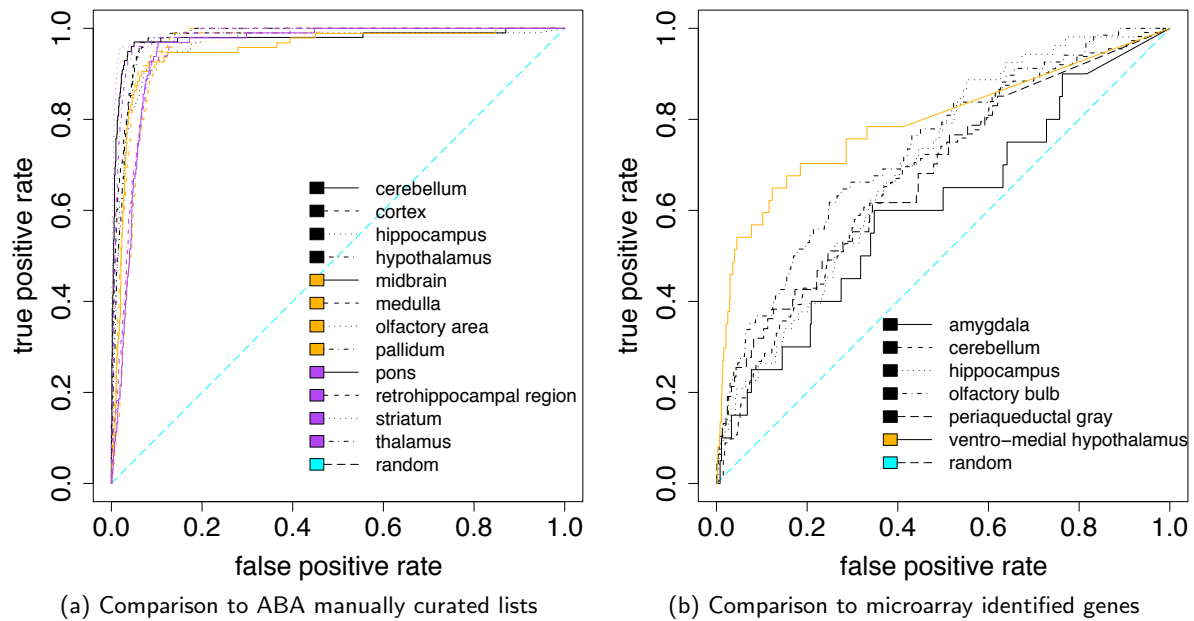 true positive rate
1.0
0.8
0.6
0.4
0.2
0.0
cerebellum
cortex
hippocampus
hypothalamus
midbrain
medulla
olfactory area
pallidum
pons
retrohippocampal region
striatum
thalamus
random
0.0 0.2 0.4 0.6 0.8 1.0
false positive rate
(a) Comparison to ABA manually curated lists
true positive rate
1.0
0.8
0.6
0.4
0.2
0.0
amygdala
cerebellum
hippocampus
olfactory bulb
periaqueductal gray
ventro−medial hypothalamus
random
0.0 0.2 0.4 0.6 0.8 1.0
false positive rate
(b) Comparison to microarray identified genes